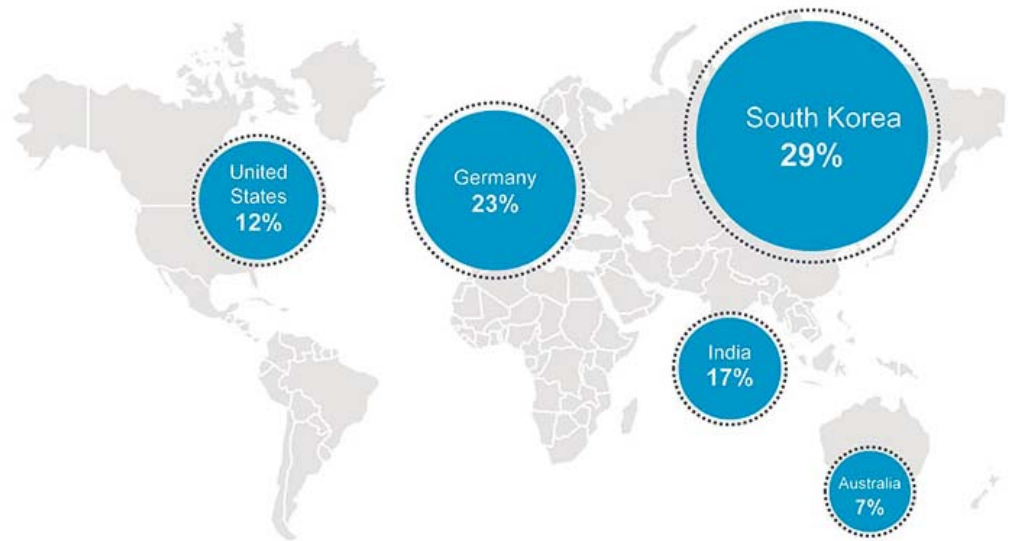 United
States
12%
Germany
23%
South Korea
29%
India
17%
Australia
7%